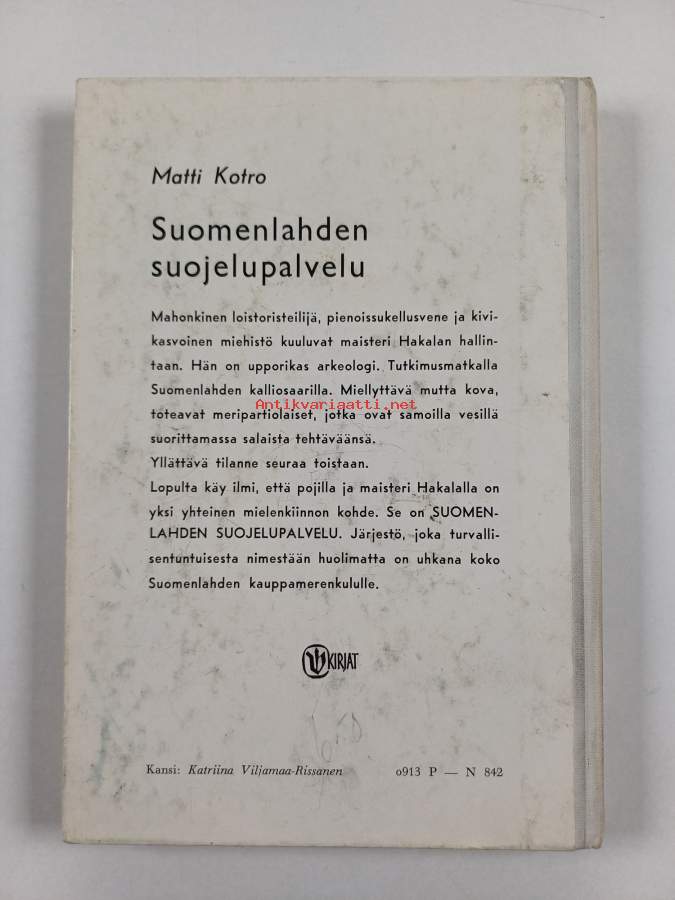 Matti Kotro
Suomenlahden
suojelupalvelu
Mahonkinen loistoristeilijä, pienoissukellusvene ja kivi-
kasvoinen miehistö kuuluvat maisteri Hakalan hallin-
taan. Hän on upporikas arkeologi. Tutkimusmatkalla
Suomenlahden kalliosaarilla. Miellyttävä mutta kova,
Antikvariaatti.net
toteavat meripartiolaiset, jotka ovat samoilla vesillä
suorittamassa salaista tehtäväänsä.
Yllättävä tilanne seuraa toistaan.
Lopulta käy ilmi, että pojilla ja maisteri Hakalalla on
yksi yhteinen mielenkiinnon kohde. Se on SUOMEN-
LAHDEN SUOJELUPALVELU. Järjestö, joka turvalli-
sentuntuisesta nimestään huolimatta on uhkana koko
Suomenlahden kauppamerenkululle.
KIRJAT
Kansi: Katriina Viljamaa-Rissanen o913 P — N 842